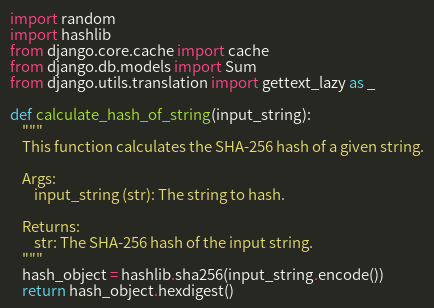 import random
import hashlib
from django.core.cache import cache
from django.db.models import Sum
from django.utils.translation import gettext_lazy as _

def calculate_hash_of_string(input_string):
    """
    This function calculates the SHA-256 hash of a given string.

    Args:
        input_string (str): The string to hash.

    Returns:
        str: The SHA-256 hash of the input string.
    """
    hash_object = hashlib.sha256(input_string.encode())
    return hash_object.hexdigest()